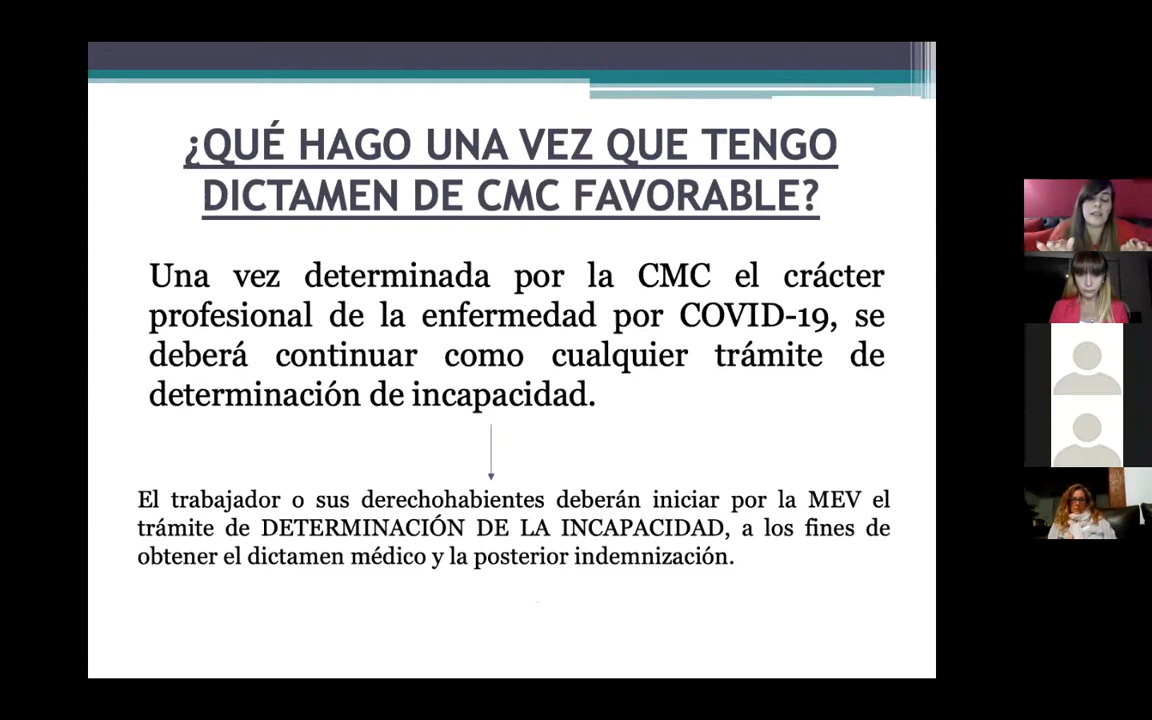 ¿QUÉ HAGO UNA VEZ QUE TENGO
DICTAMEN DE CMC FAVORABLE?
Una vez determinada por la CMC el crácter
profesional de la enfermedad por COVID-19, se
deberá continuar como cualquier trámite de
determinación de incapacidad.
El trabajador o sus derechohabientes deberán iniciar por la MEV el
trámite de DETERMINACIÓN DE LA INCAPACIDAD, a los fines de
obtener el dictamen médico y la posterior indemnización.